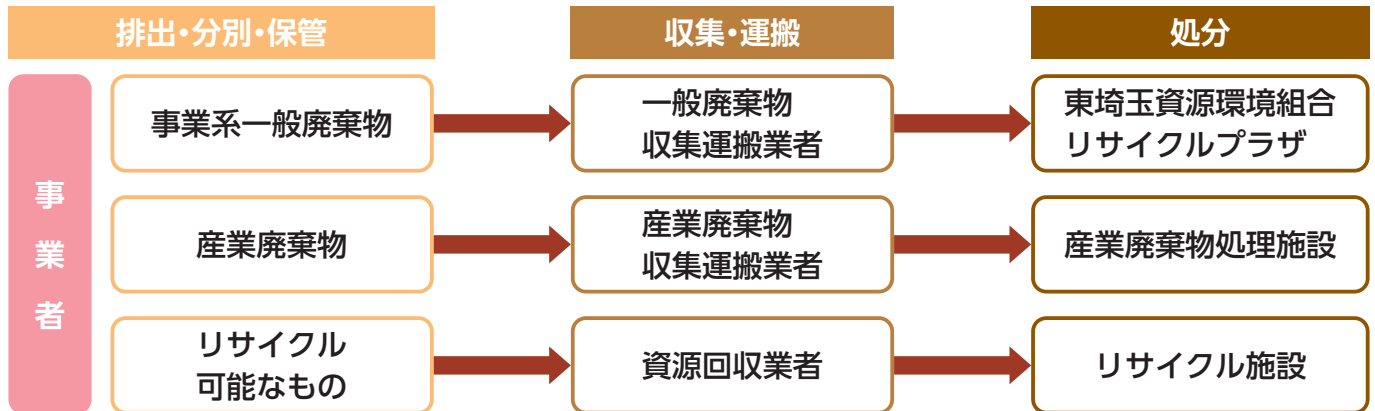 排出・分別・保管
収集・運搬
処分
事業者
事業系一般廃棄物
一般廃棄物
収集運搬業者
東埼玉資源環境組合
リサイクルプラザ
産業廃棄物
産業廃棄物
収集運搬業者
産業廃棄物処理施設
リサイクル
可能なもの
資源回収業者
リサイクル施設